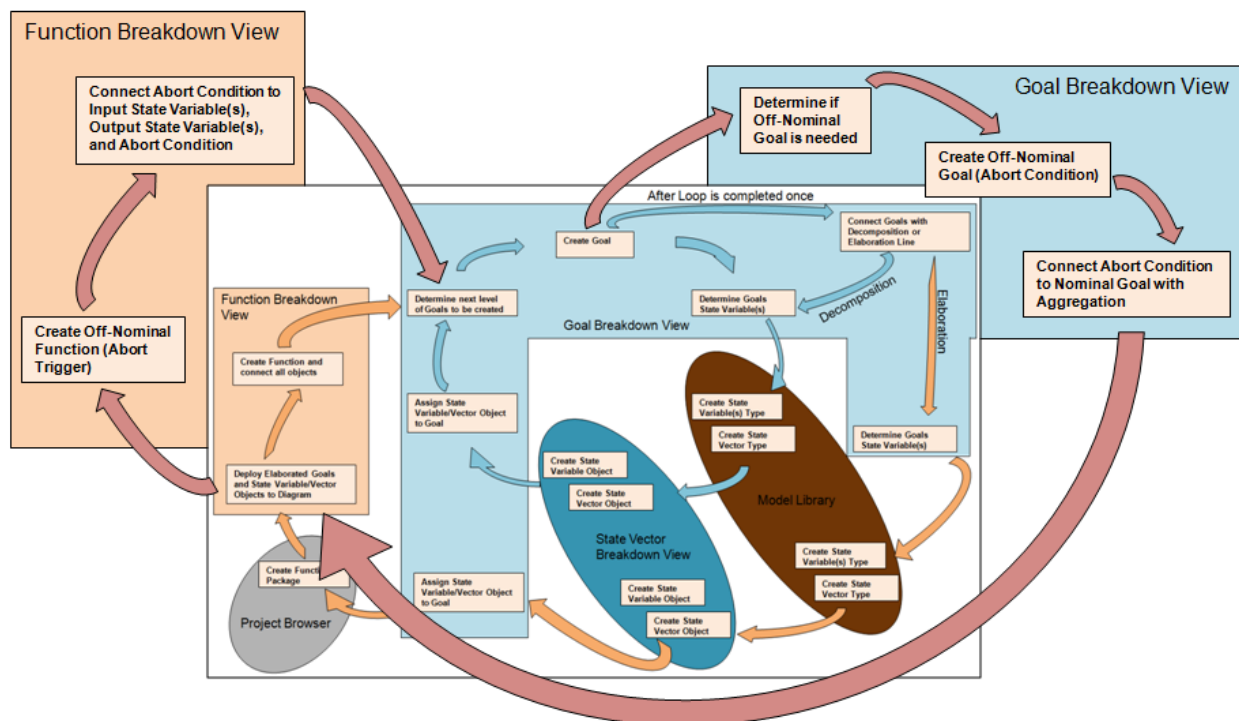 Function Breakdown View
Connect Abort Condition to
Input State Variable(s),
Output State Variable(s),
and Abort Condition
Create Off-Nominal
Function (Abort
Trigger)
Goal Breakdown View
Determine if
Off-Nominal
Goal is needed
Create Off-Nominal
Goal (Abort Condition)
Connect Abort Condition
to Nominal Goal with
Aggregation
After Loop is completed once
Create Goal
Connect Goals with
Decomposition or
Elaboration Line
Determine next level
of Goals to be created
Determine Goals
State Variable(s)
Decomposition
Elaboration
Goal Breakdown View
Function Breakdown
View
Create Function and
connect all objects
Assign State
Variable/Vector Object
to Goal
Create State
Variable(s) Type
Create State
Vector Type
Determine Goals
State Variable(s)
Deploy Elaborated Goals
and State Variable/Vector
Objects to Diagram
Create State
Variable Object
Create State
Vector Object
Model Library
State Vector
Breakdown View
Create State
Variable(s) Type
Create State
Vector Type
Create Functi
Package
Project Browser
Assign State
Variable/Vector Object
to Goal
Create State
Variable Object
Create State
Vector Object